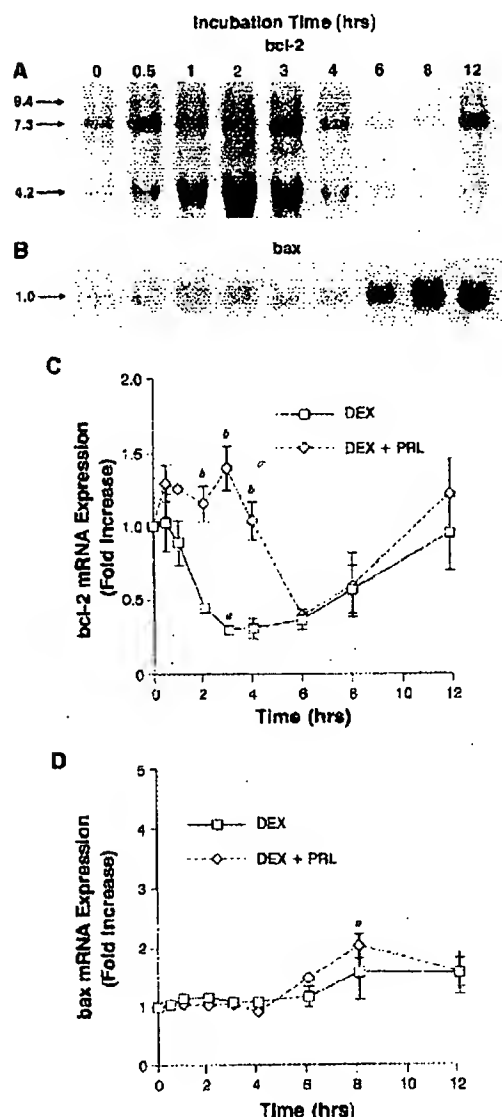 Incubation Time (hrs)
bcl-2
A 0 0.5 1 2 3 4 6 8 12
9.4
7.3
4.2
B bax
1.0
C
2.0
1.5
1.0
0.5
0
bcl-2 mRNA Expression
(Fold Increase)
DEX
DEX + PRL
b
b
b
a
0 2 4 6 8 10 12
Time (hrs)
D
5
4
3
2
1
0
bax mRNA Expression
(Fold Increase)
DEX
DEX + PRL
0 2 4 6 8 10 12
Time (hrs)